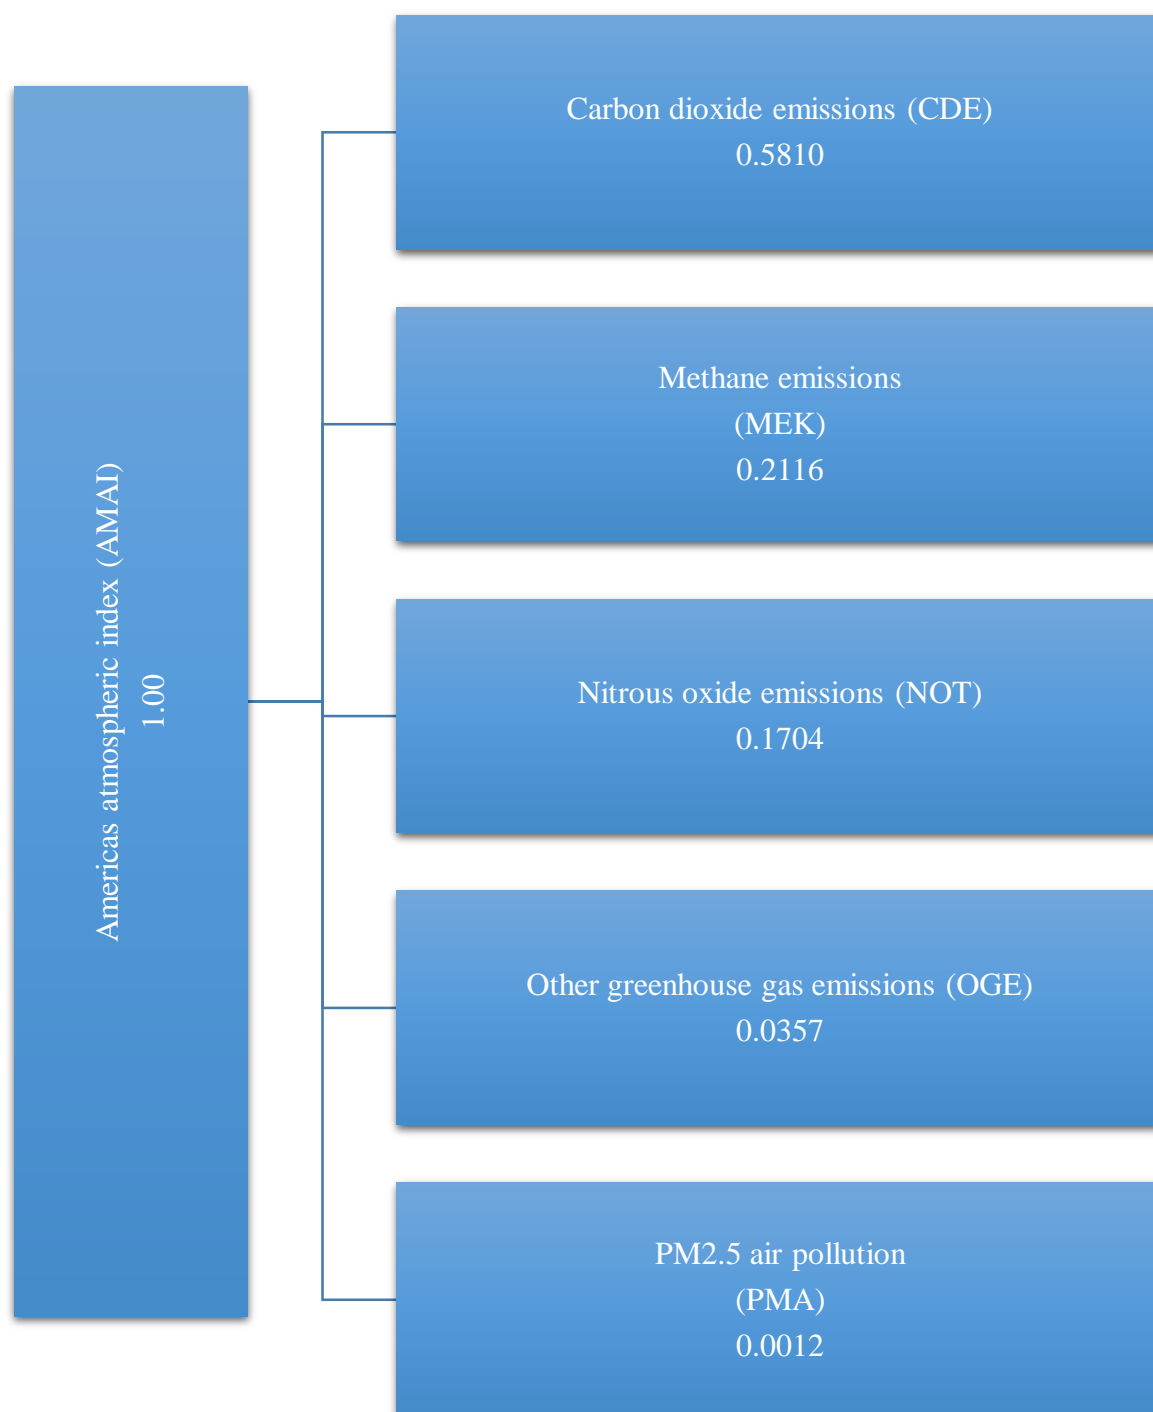 Americas atmospheric index (AMAI)
1.00
Carbon dioxide emissions (CDE)
0.5810
Methane emissions
(MEK)
0.2116
Nitrous oxide emissions (NOT)
0.1704
Other greenhouse gas emissions (OGE)
0.0357
PM2.5 air pollution
(PMA)
0.0012